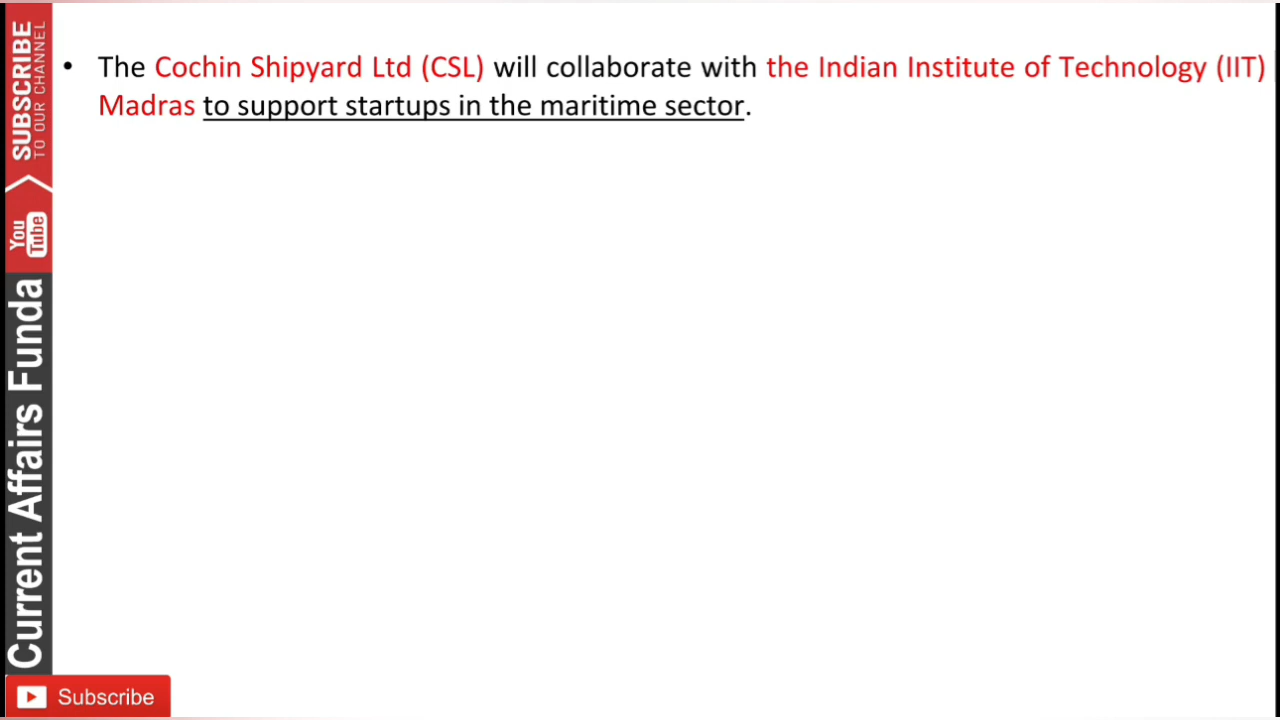 • The Cochin Shipyard Ltd (CSL) will collaborate with the Indian Institute of Technology (IIT)
Madras to support startups in the maritime sector.
SUBSCRIBE
TO OUR CHANNEL
You
Tube
Current Affairs Funda
Subscribe